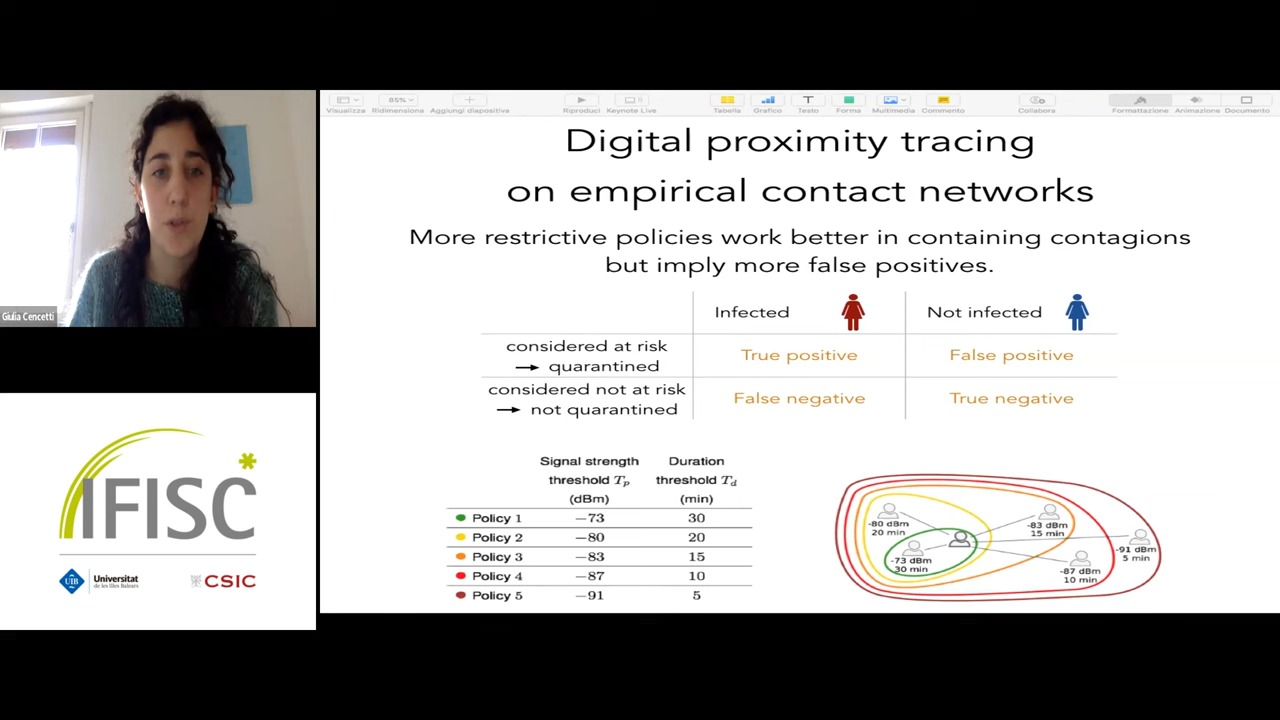 Visualizza
85%
Ridimensiona
Aggiungi diapositiva
Riproduci
Keynote Live
Tabella
Grafico
Testo
Forma
Multimedia
Commento
Collabora
Formattazione
Animazione
Documento
Digital proximity tracing
on empirical contact networks
More restrictive policies work better in containing contagions
but imply more false positives.
Infected
Not infected
considered at risk
→ quarantined
True positive
False positive
considered not at risk
→ not quarantined
False negative
True negative
Signal strength threshold Tp (dBm)
Duration threshold Td (min)
Policy 1 −73 30
Policy 2 −80 20
Policy 3 −83 15
Policy 4 −87 10
Policy 5 −91 5
-80 dBm
20 min
-73 dBm
30 min
-83 dBm
15 min
-87 dBm
10 min
-91 dBm
5 min
Giulia Cencetti
IFISC
UIB
Universitat
de les Illes Balears
CSIC